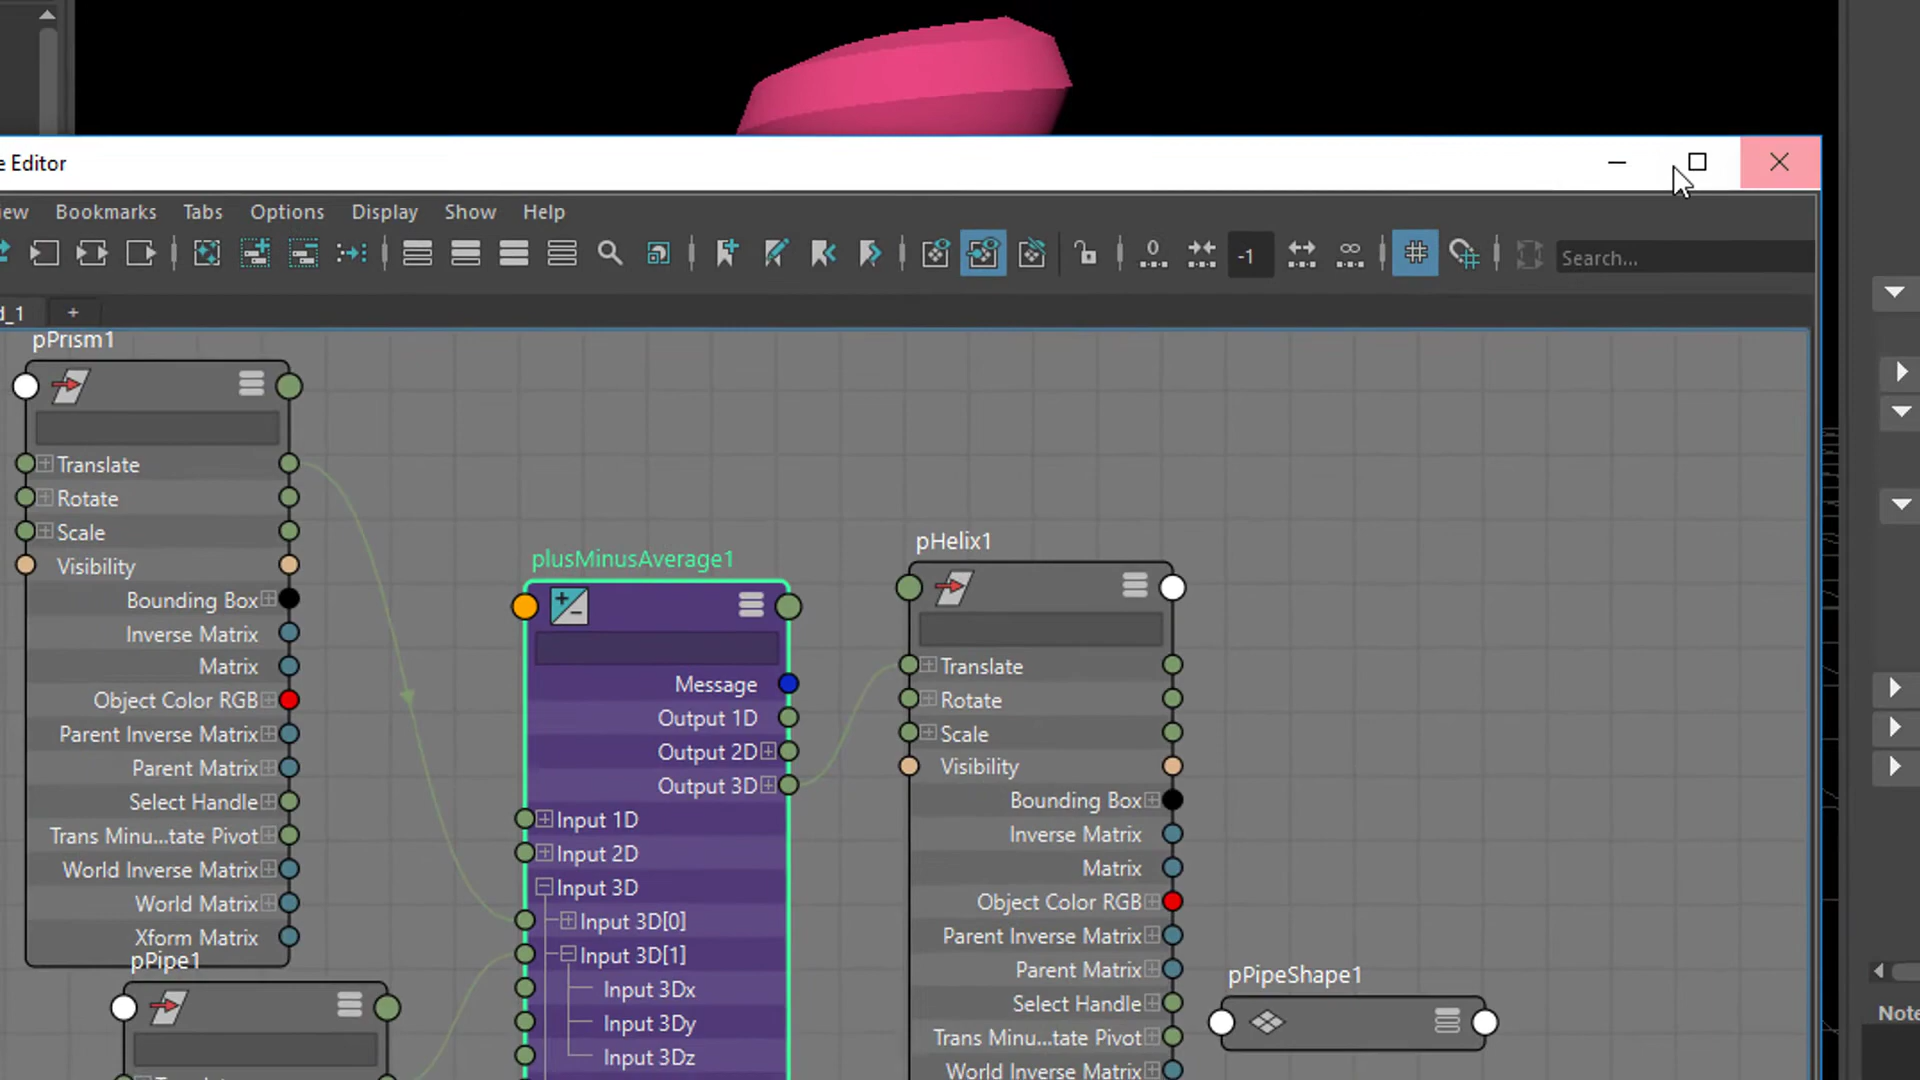 e Editor
iew Bookmarks Tabs Options Display Show Help
0 -1 ∞ Search...
d_1 +
pPrism1
Translate
Rotate
Scale
Visibility
Bounding Box
Inverse Matrix
Matrix
Object Color RGB
Parent Inverse Matrix
Parent Matrix
Select Handle
Trans Minu...tate Pivot
World Inverse Matrix
World Matrix
Xform Matrix
pPipe1
plusMinusAverage1
Message
Output 1D
Output 2D
Output 3D
Input 1D
Input 2D
Input 3D
Input 3D[0]
Input 3D[1]
Input 3Dx
Input 3Dy
Input 3Dz
pHelix1
Translate
Rotate
Scale
Visibility
Bounding Box
Inverse Matrix
Matrix
Object Color RGB
Parent Inverse Matrix
Parent Matrix
Select Handle
Trans Minu...tate Pivot
World Inverse Matrix
pPipeShape1
Note